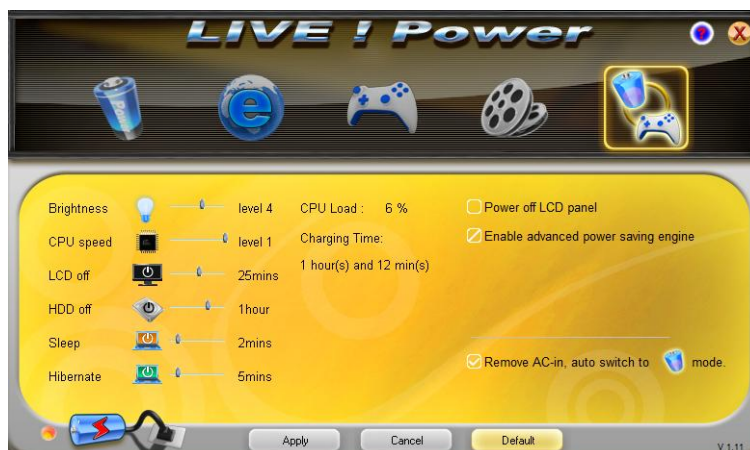 LIVE ! Power
?
X
Power
e
Brightness level 4 CPU Load : 6 % Power off LCD panel
CPU speed level 1 Charging Time: Enable advanced power saving engine
LCD off 25mins 1 hour(s) and 12 min(s)
HDD off 1hour
Sleep 2mins
Hibernate 5mins Remove AC-in, auto switch to mode.
Apply Cancel Default
V 1.11